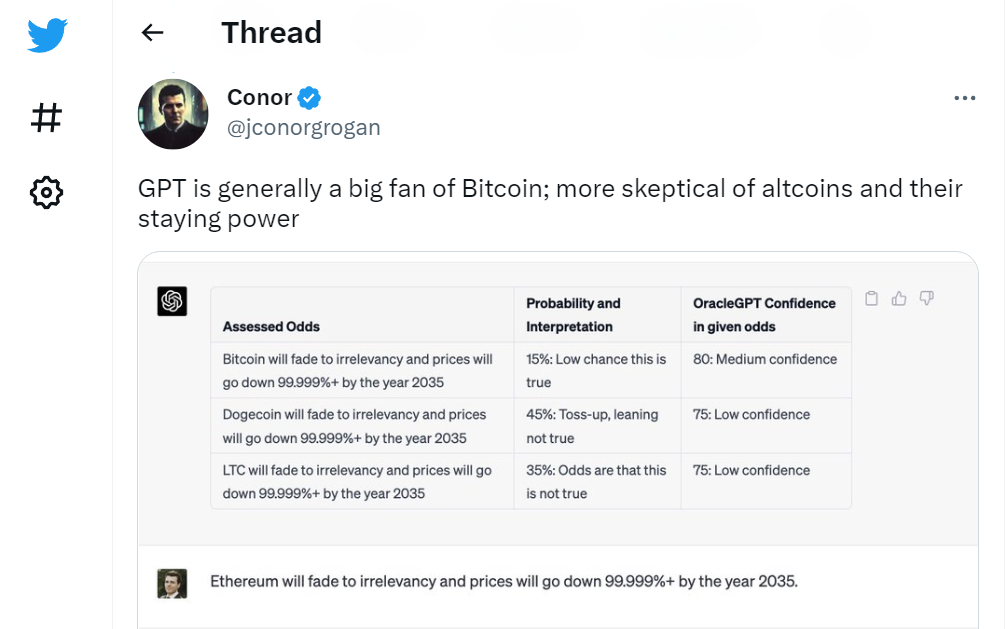 Thread
Conor
@jconorgrogan
GPT is generally a big fan of Bitcoin; more skeptical of altcoins and their
staying power
Assessed Odds
Probability and
Interpretation
OracleGPT Confidence
in given odds
Bitcoin will fade to irrelevancy and prices will
go down 99.999%+ by the year 2035
15%: Low chance this is
true
80: Medium confidence
Dogecoin will fade to irrelevancy and prices
will go down 99.999%+ by the year 2035
45%: Toss-up, leaning
not true
75: Low confidence
LTC will fade to irrelevancy and prices will go
down 99.999%+ by the year 2035
35%: Odds are that this
is not true
75: Low confidence
Ethereum will fade to irrelevancy and prices will go down 99.999%+ by the year 2035.